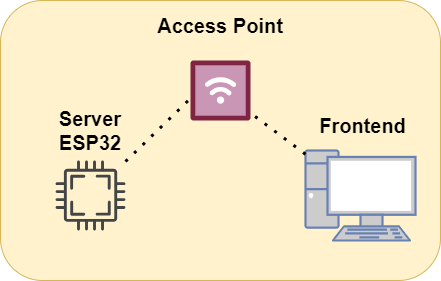 Access Point
Server
ESP32
Frontend